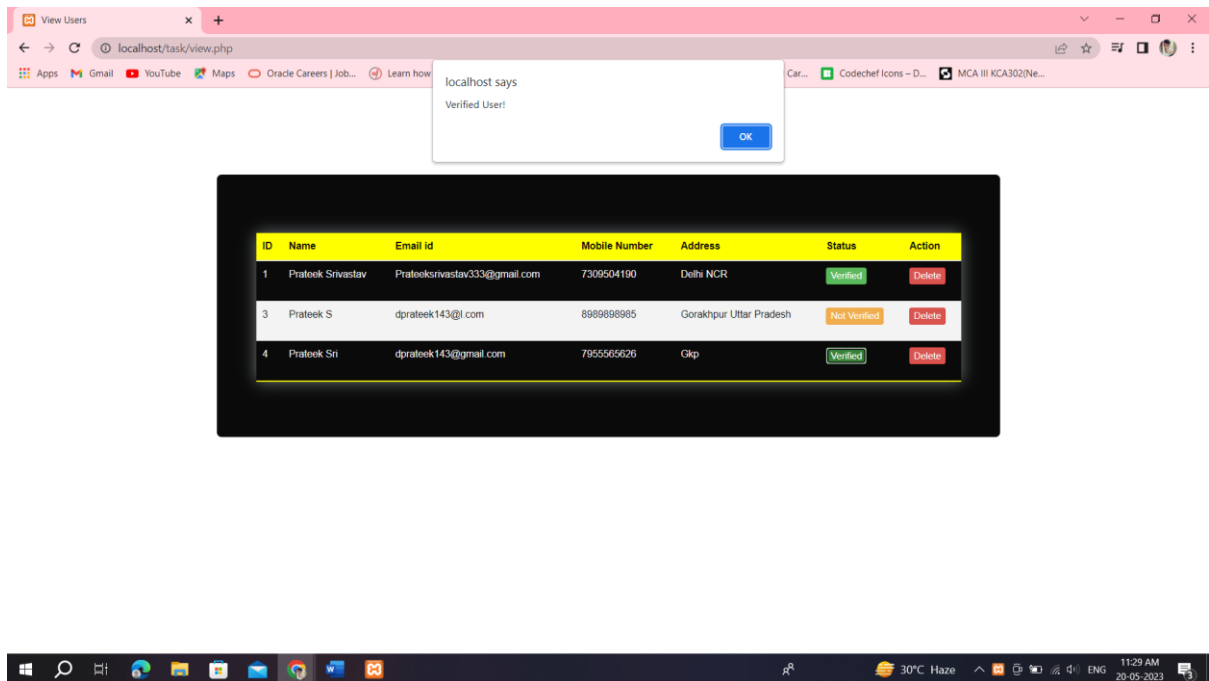 View Users
localhost/task/view.php
Apps Gmail YouTube Maps Oracle Careers | Job... Learn how Car... Codechef Icons – D... MCA III KCA302(Ne...
localhost says
Verified User!
OK
ID Name Email id Mobile Number Address Status Action
1 Prateek Srivastav Prateeksrivastav333@gmail.com 7309504190 Delhi NCR Verified Delete
3 Prateek S dprateek143@l.com 8989898985 Gorakhpur Uttar Pradesh Not Verified Delete
4 Prateek Sri dprateek143@gmail.com 7955565626 Gkp Verified Delete
30°C Haze ENG 11:29 AM
20-05-2023 3